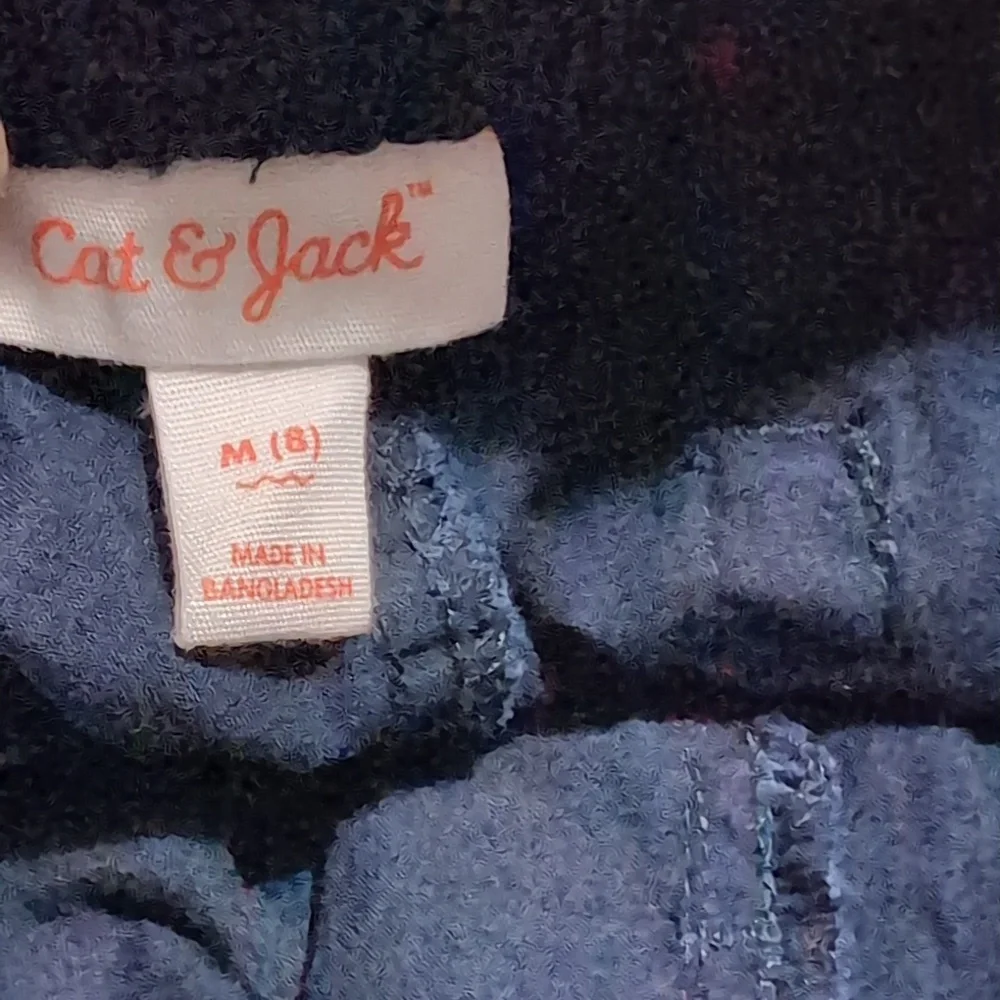 Cat & Jack™
M (8)
MADE IN
BANGLADESH